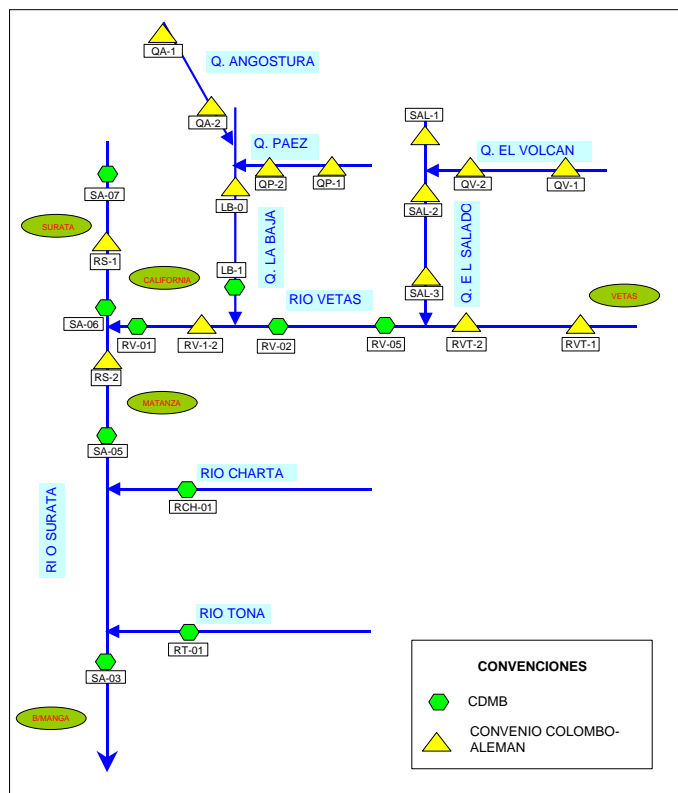 QA-1
Q. ANGOSTURA
QA-2
SAL-1
Q. PAEZ
Q. EL VOLCAN
SA-07
QP-2
QP-1
QV-2
QV-1
LB-0
SAL-2
SURATA
RS-1
Q. LA BAJA
Q. E L SALADO
LB-1
CALIFORNIA
SAL-3
RIO VETAS
VETAS
SA-06
RV-01
RV-1-2
RV-02
RV-05
RVT-2
RVT-1
RS-2
MATANZA
SA-05
RIO CHARTA
RCH-01
RI O SURATA
RIO TONA
RT-01
SA-03
B/MANGA
CONVENCIONES
CDMB
CONVENIO COLOMBO-
ALEMAN